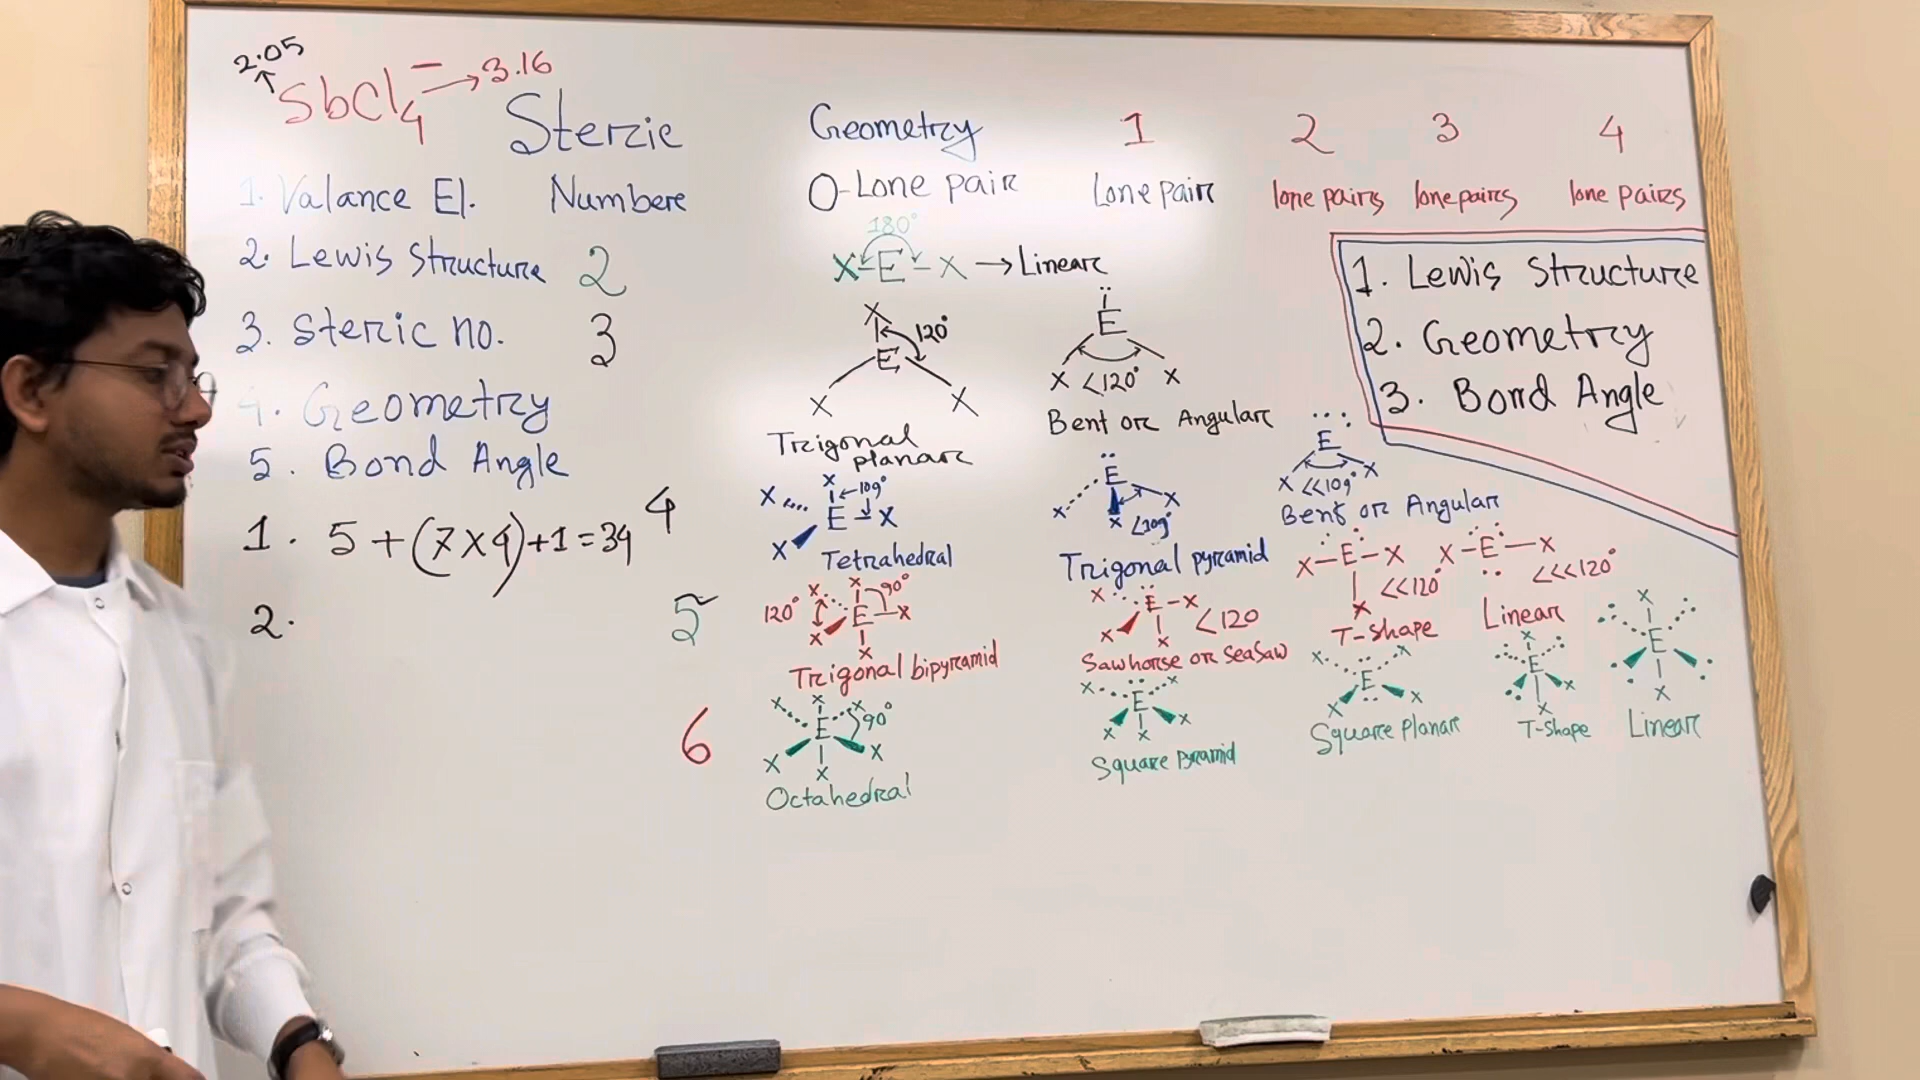 2.05
SbCl4⁻ → 3.16
Sterzie Numbere
1. Valance El.
2. Lewis Structure
3. Steric no.
4. Geometry
5. Bond Angle
1. 5 + (7x4) + 1 = 34
2.
Geometry
0-Lone pair
1 Lone pair
2 lone pairs
3 lone pairs
4 lone pairs
1. Lewis Structure
2. Geometry
3. Bond Angle
2
180°
X-E-X → Linear
3
X
120°
E
X X
Trigonal planar
E
X <120° X
Bent or Angular
4
X
X 109°
E X
X
Tetrahedral
E
X X X
<109°
Trigonal pyramid
E
X <<109° X
Bent or Angular
5
X X 90°
120° E-X
X
X
Trigonal bipyramid
X E-X
X X <120
Sawhorse or SeaSaw
X-E-X
X <<120°
T-shape
X-E-X
<<<120°
Linear
6
X X X
E 90°
X X
X
Octahedral
X X
E
X X X
Square Pyramid
X X
E
X X
Square Planar
X
E
X
X
T-shape
X
E
X
Linear